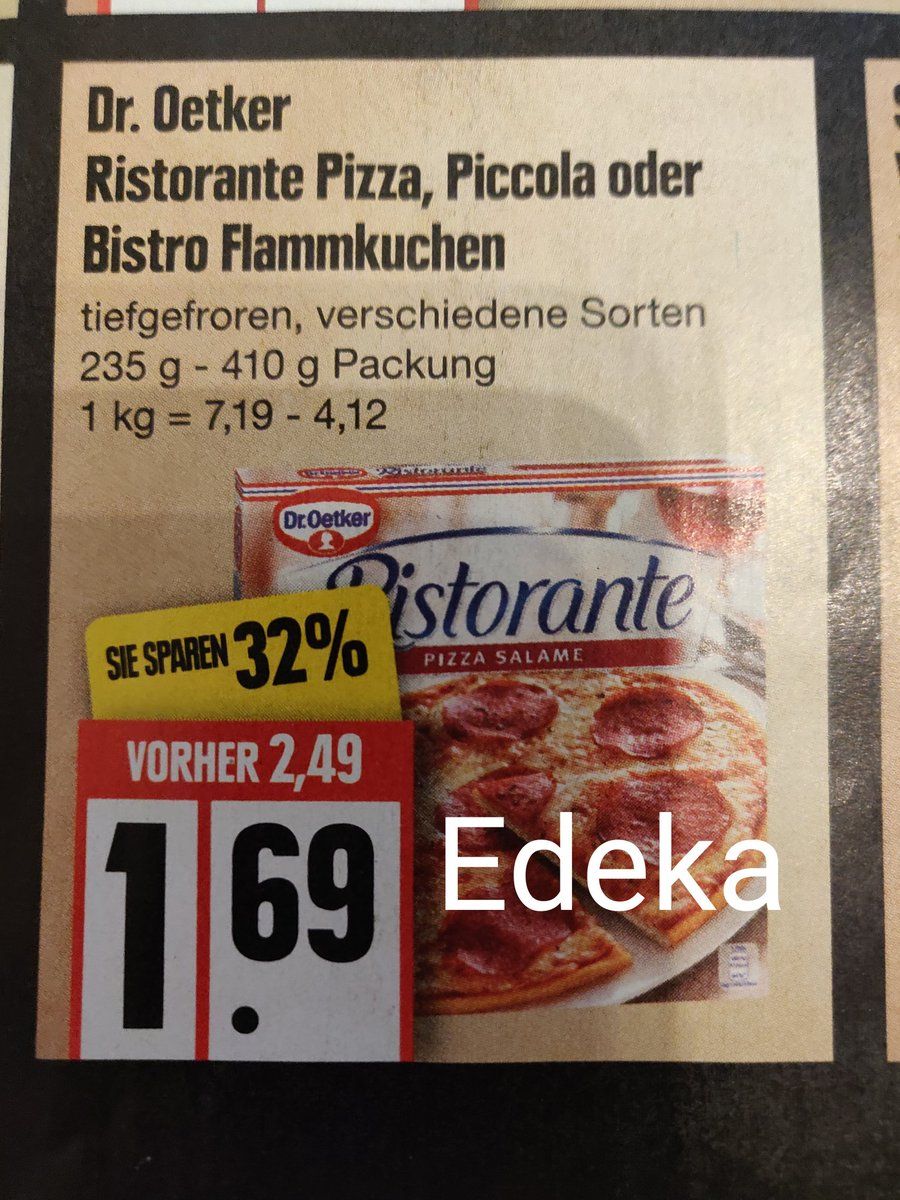 Dr. Oetker
Ristorante Pizza, Piccola oder
Bistro Flammkuchen
tiefgefroren, verschiedene Sorten
235 g - 410 g Packung
1 kg = 7,19 - 4,12
Ristorante
Dr. Oetker
Ristorante
PIZZA SALAME
SIE SPAREN 32%
VORHER 2,49
1.69
Edeka